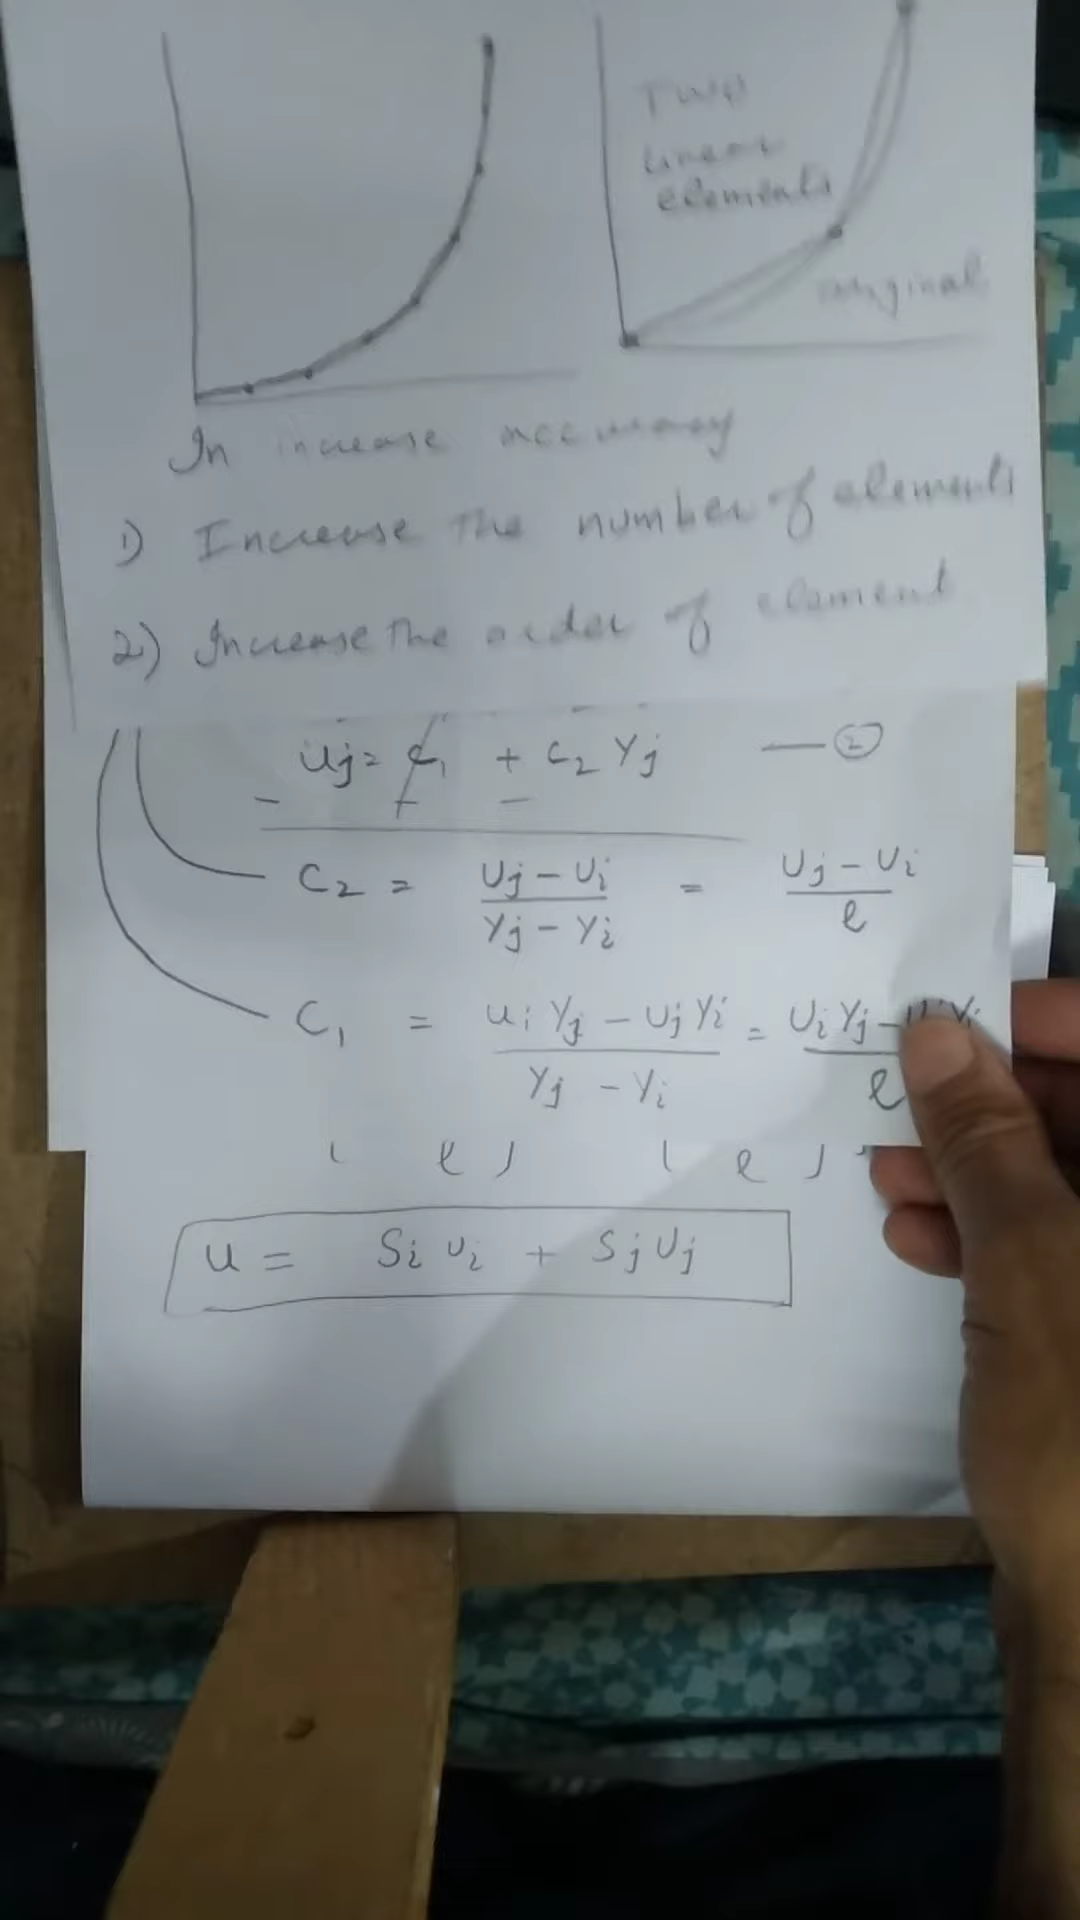 Two
linear
elements
original
In increase accuracy
1) Increase the number of elements
2) Increase the order of element
Uj = C₁ + C₂ Yj — ②
- + -
C₂ = (Uj - Ui)/(Yj - Yi) = (Uj - Ui)/ℓ
C₁ = (Ui Yj - Uj Yi)/(Yj - Yi) = (Ui Yj - Yi)/ℓ
( ℓ ) ( ℓ )
U = Si Ui + Sj Uj